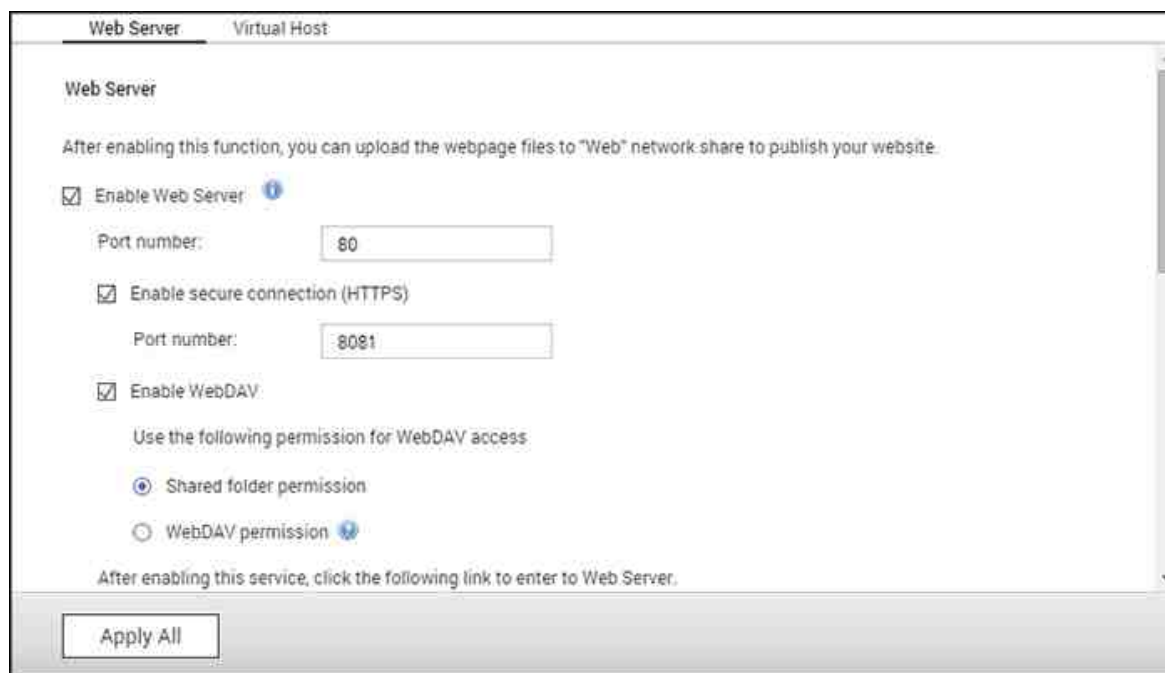 Web Server Virtual Host
Web Server
After enabling this function, you can upload the webpage files to "Web" network share to publish your website.
Enable Web Server
Port number: 80
Enable secure connection (HTTPS)
Port number: 8081
Enable WebDAV
Use the following permission for WebDAV access
Shared folder permission
WebDAV permission
After enabling this service, click the following link to enter to Web Server.
Apply All